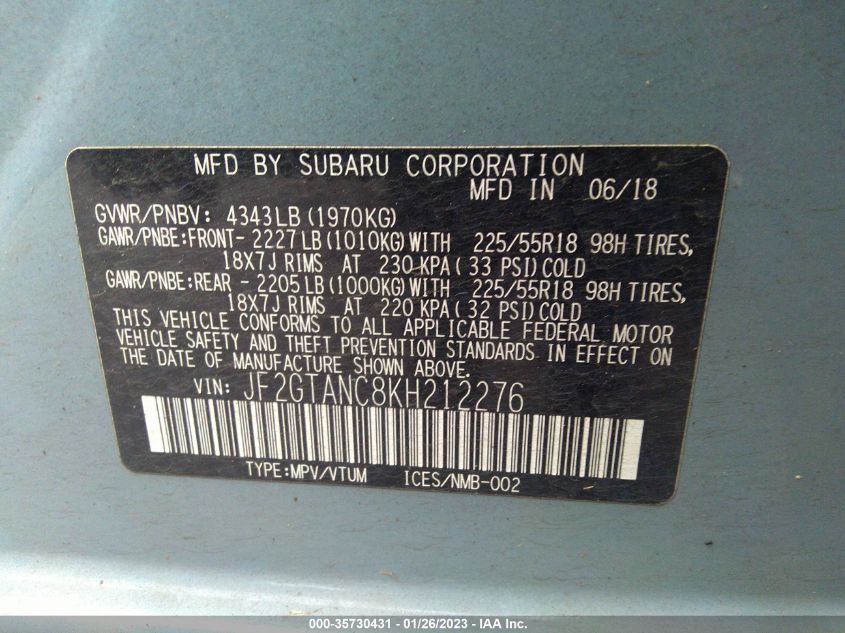 MFD BY SUBARU CORPORATION
MFD IN 06/18
GVWR/PNBV: 4343LB (1970KG)
GAWR/PNBE:FRONT- 2227LB (1010KG) WITH 225/55R18 98H TIRES,
18X7J RIMS AT 230 KPA ( 33 PSI) COLD
GAWR/PNBE:REAR - 2205LB (1000KG) WITH 225/55R18 98H TIRES,
18X7J RIMS AT 220 KPA ( 32 PSI) COLD
THIS VEHICLE CONFORMS TO ALL APPLICABLE FEDERAL MOTOR
VEHICLE SAFETY AND THEFT PREVENTION STANDARDS IN EFFECT ON
THE DATE OF MANUFACTURE SHOWN ABOVE.
VIN: JF2GTANC8KH212276
TYPE:MPV/VTUM ICES/NMB-002
000-35730431 - 01/26/2023 - IAA Inc.